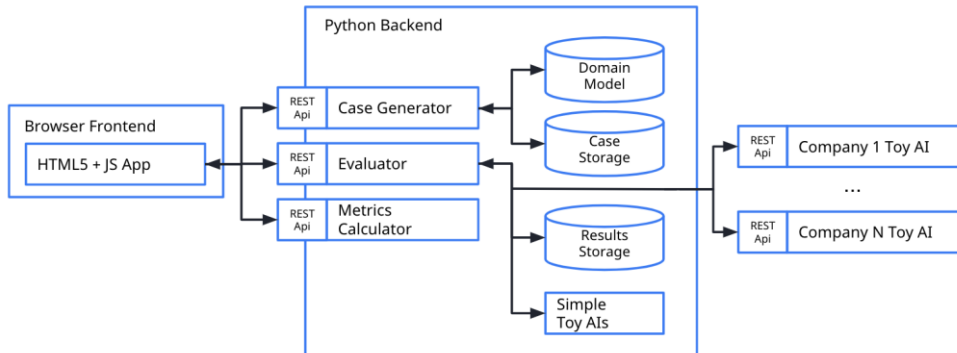 Python Backend
Domain
Model
REST
Api
Case Generator
Browser Frontend
HTML5 + JS App
Case
Storage
REST
Api
Evaluator
REST
Api
Company 1 Toy AI
...
REST
Api
Metrics
Calculator
Results
Storage
REST
Api
Company N Toy AI
Simple
Toy AIs